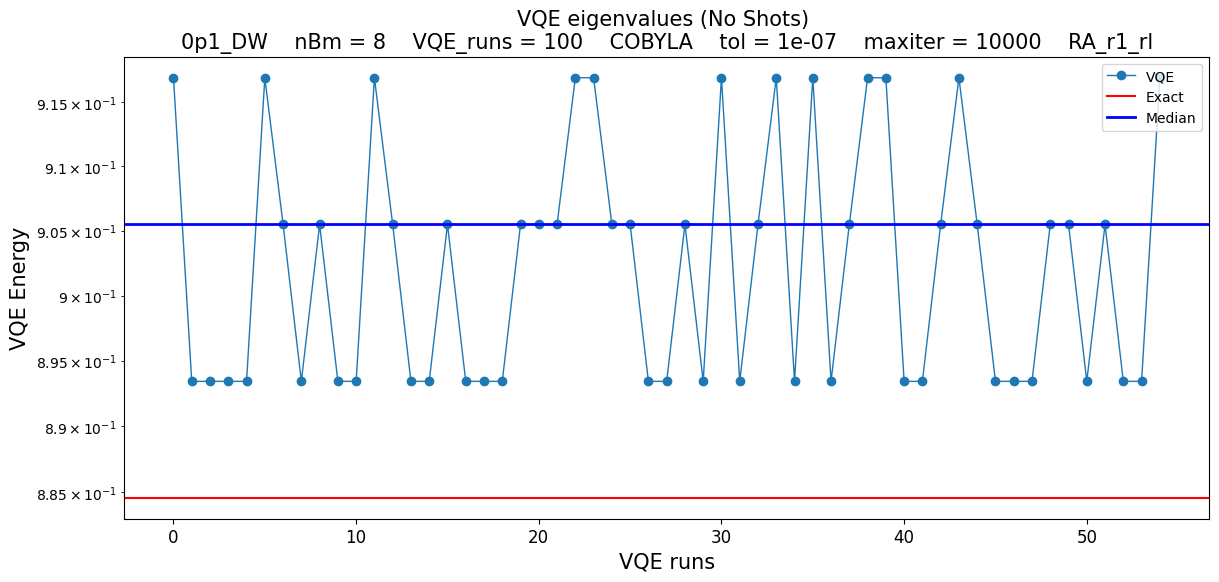 VQE eigenvalues (No Shots)
0p1_DW nBm = 8 VQE_runs = 100 COBYLA tol = 1e-07 maxiter = 10000 RA_r1_rl
VQE Energy
9.15 × 10⁻¹
9.1 × 10⁻¹
9.05 × 10⁻¹
9 × 10⁻¹
8.95 × 10⁻¹
8.9 × 10⁻¹
8.85 × 10⁻¹
VQE
Exact
Median
0 10 20 30 40 50
VQE runs